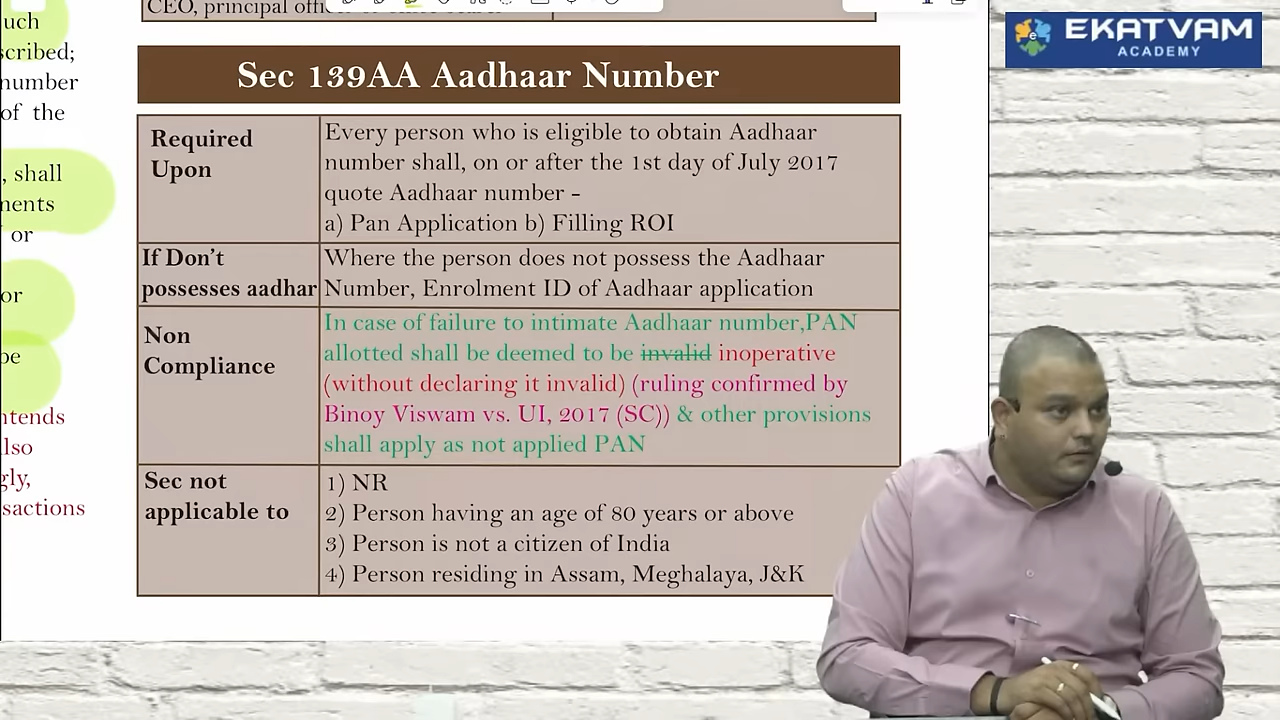 CEO, principal
uch
scribed;
number
of the
, shall
nents
or
or
be
ntends
lso
gly,
sactions
EKATVAM
ACADEMY
Sec 139AA Aadhaar Number
Required
Upon
Every person who is eligible to obtain Aadhaar
number shall, on or after the 1st day of July 2017
quote Aadhaar number -
a) Pan Application b) Filling ROI
If Don't
possesses aadhar
Where the person does not possess the Aadhaar
Number, Enrolment ID of Aadhaar application
Non
Compliance
In case of failure to intimate Aadhaar number,PAN
allotted shall be deemed to be invalid inoperative
(without declaring it invalid) (ruling confirmed by
Binoy Viswam vs. UI, 2017 (SC)) & other provisions
shall apply as not applied PAN
Sec not
applicable to
1) NR
2) Person having an age of 80 years or above
3) Person is not a citizen of India
4) Person residing in Assam, Meghalaya, J&K